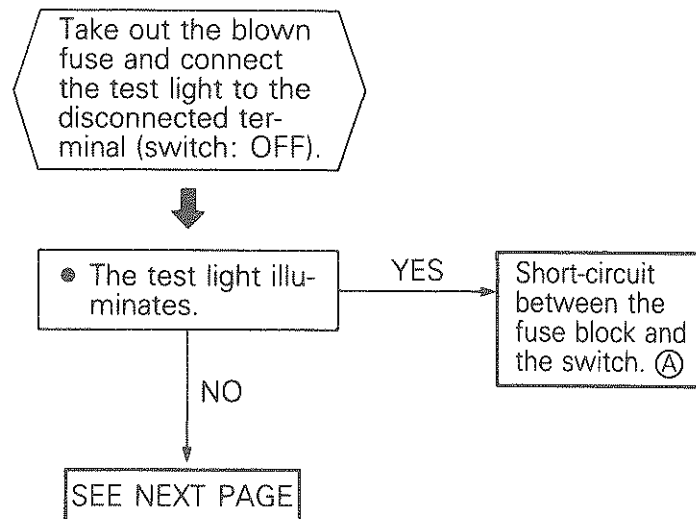 Take out the blown
fuse and connect
the test light to the
disconnected ter-
minal (switch: OFF).
● The test light illu-
minates.
YES
Short-circuit
between the
fuse block and
the switch. Ⓐ
NO
SEE NEXT PAGE